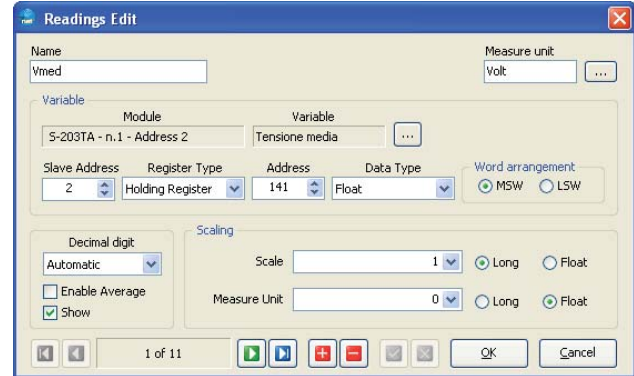 Readings Edit
Name
Measure unit
Vmed
Volt
...
Variable
Module
Variable
S-203TA - n.1 - Address 2
Tensione media
...
Slave Address
Register Type
Address
Data Type
Word arrangement
2
Holding Register
141
Float
MSW
LSW
Decimal digit
Scaling
Automatic
Scale
1
Long
Float
Enable Average
Measure Unit
0
Long
Float
Show
1 of 11
OK
Cancel